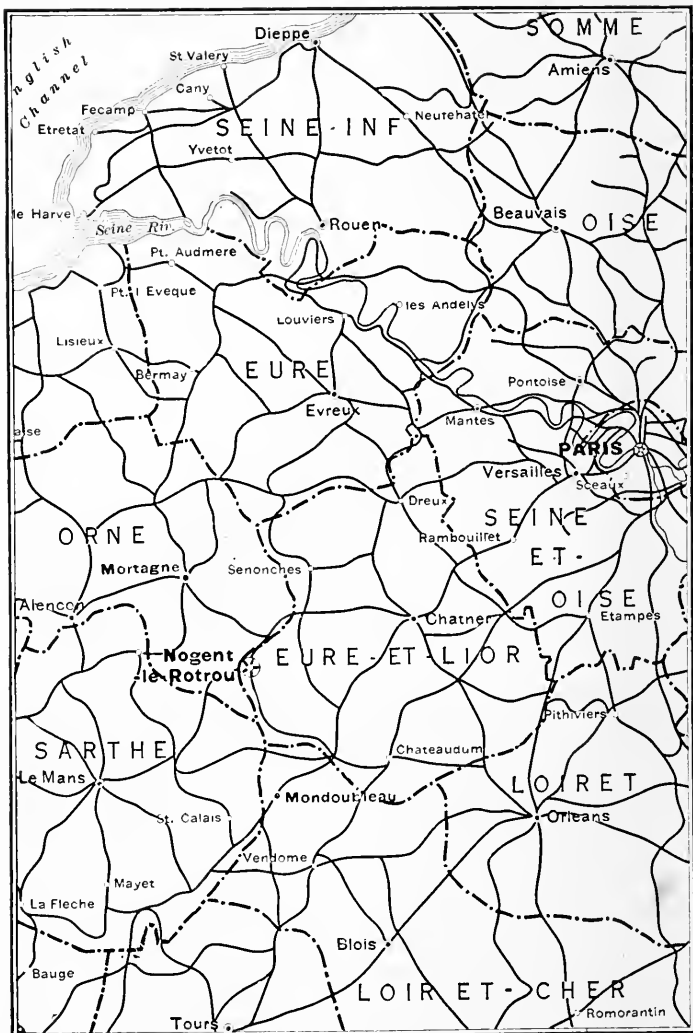 nglish
Channel
Dieppe
SOMME
St Valery
Amiens
Cany
Fecamp
Neufchatel
Etretat
SEINE-INF
Yvetot
le Harve
Seine Riv.
Rouen
Beauvais
OISE
Pt. Audmere
Pt. l Eveque
Louviers
les Andelys
Lisieux
Bernay
EURE
Pontoise
Evreux
Mantes
aise
PARIS
Versailles
Sceaux
Dreux
SEINE
ORNE
Rambouillet
ET-
Mortagne
Senonches
OISE
Alencon
Chatner
Etampes
Nogent
le-Rotrou
EURE-ET-LIOR
Pithiviers
SARTHE
Chateaudum
Le Mans
LOIRET
Mondoubleau
Orleans
St. Calais
Vendome
Mayet
La Fleche
Blois
Bauge
LOIR ET-CHER
Romorantin
Tours